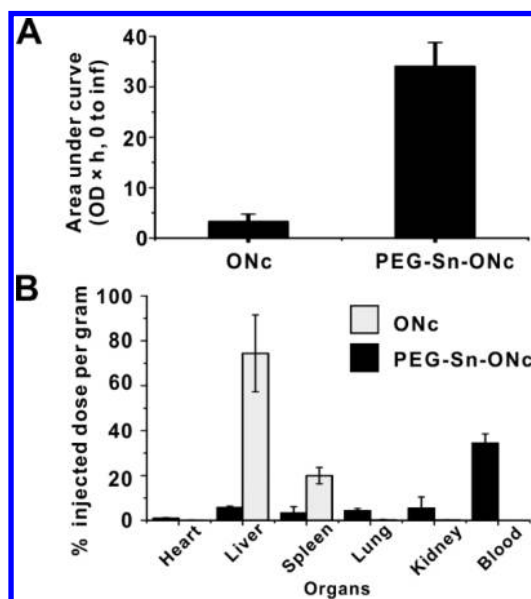 A
Area under curve
(OD × h, 0 to inf)
40
30
20
10
0
ONc
PEG-Sn-ONc
B
% injected dose per gram
100
80
60
40
20
0
ONc
PEG-Sn-ONc
Heart
Liver
Spleen
Lung
Kidney
Blood
Organs